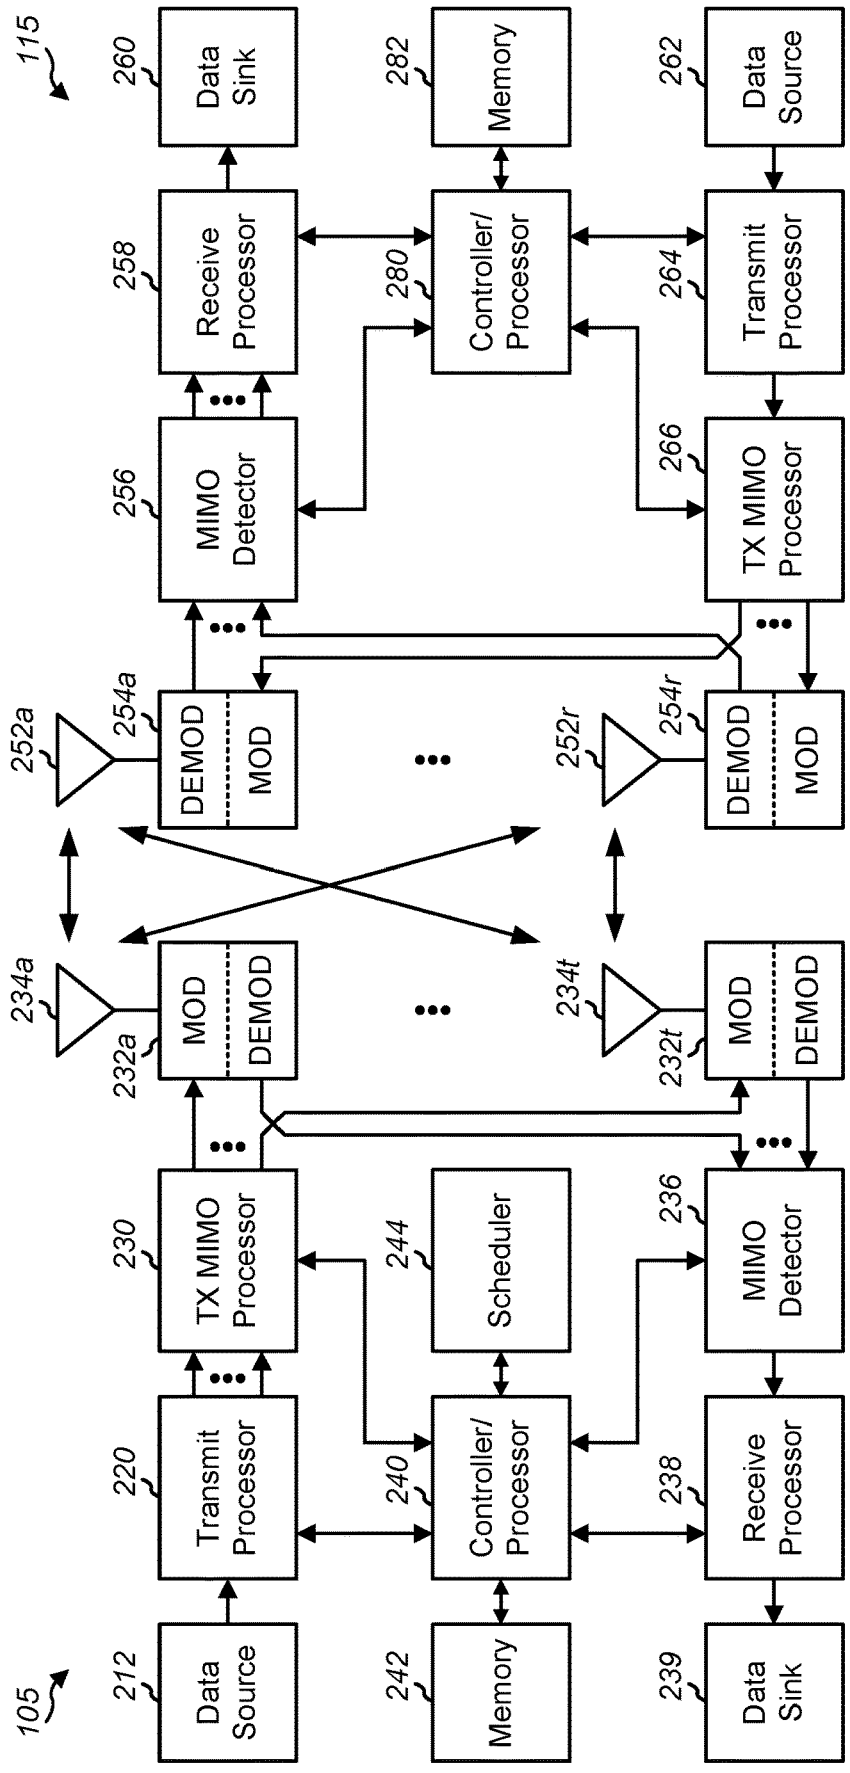 105
234a
252a
115
212
220
230
232a
254a
256
258
260
Data
Source
Transmit
Processor
TX MIMO
Processor
MOD
DEMOD
DEMOD
MOD
MIMO
Detector
Receive
Processor
Data
Sink
242
240
244
280
282
Memory
Controller/
Processor
Scheduler
Controller/
Processor
Memory
234t
252r
239
238
236
232t
254r
266
264
262
Data
Sink
Receive
Processor
MIMO
Detector
MOD
DEMOD
DEMOD
MOD
TX MIMO
Processor
Transmit
Processor
Data
Source